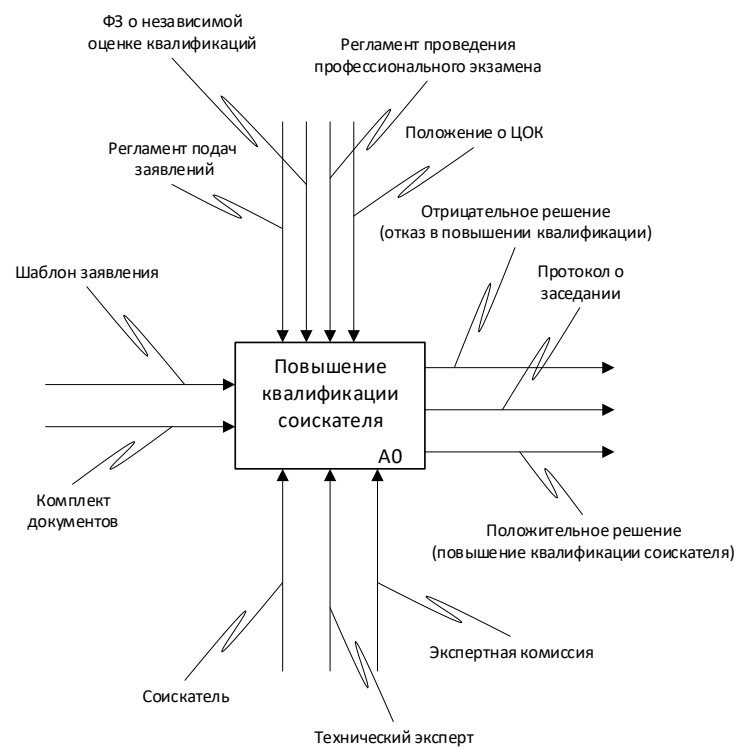 ФЗ о независимой
оценке квалификаций
Регламент проведения
профессионального экзамена
Регламент подач
заявлений
Положение о ЦОК
Отрицательное решение
(отказ в повышении квалификации)
Шаблон заявления
Протокол о
заседании
Повышение
квалификации
соискателя
А0
Комплект
документов
Положительное решение
(повышение квалификации соискателя)
Экспертная комиссия
Соискатель
Технический эксперт